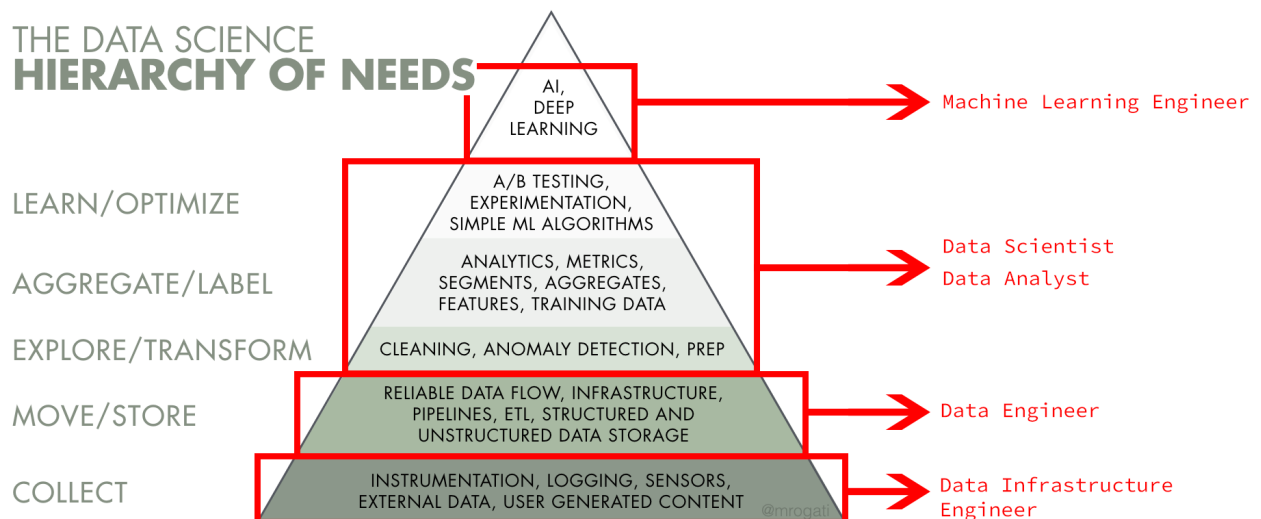 THE DATA SCIENCE
HIERARCHY OF NEEDS
AI,
DEEP
LEARNING
Machine Learning Engineer
LEARN/OPTIMIZE
A/B TESTING,
EXPERIMENTATION,
SIMPLE ML ALGORITHMS
AGGREGATE/LABEL
ANALYTICS, METRICS,
SEGMENTS, AGGREGATES,
FEATURES, TRAINING DATA
Data Scientist
Data Analyst
EXPLORE/TRANSFORM
CLEANING, ANOMALY DETECTION, PREP
MOVE/STORE
RELIABLE DATA FLOW, INFRASTRUCTURE,
PIPELINES, ETL, STRUCTURED AND
UNSTRUCTURED DATA STORAGE
Data Engineer
COLLECT
INSTRUMENTATION, LOGGING, SENSORS,
EXTERNAL DATA, USER GENERATED CONTENT
@mrogati
Data Infrastructure
Engineer